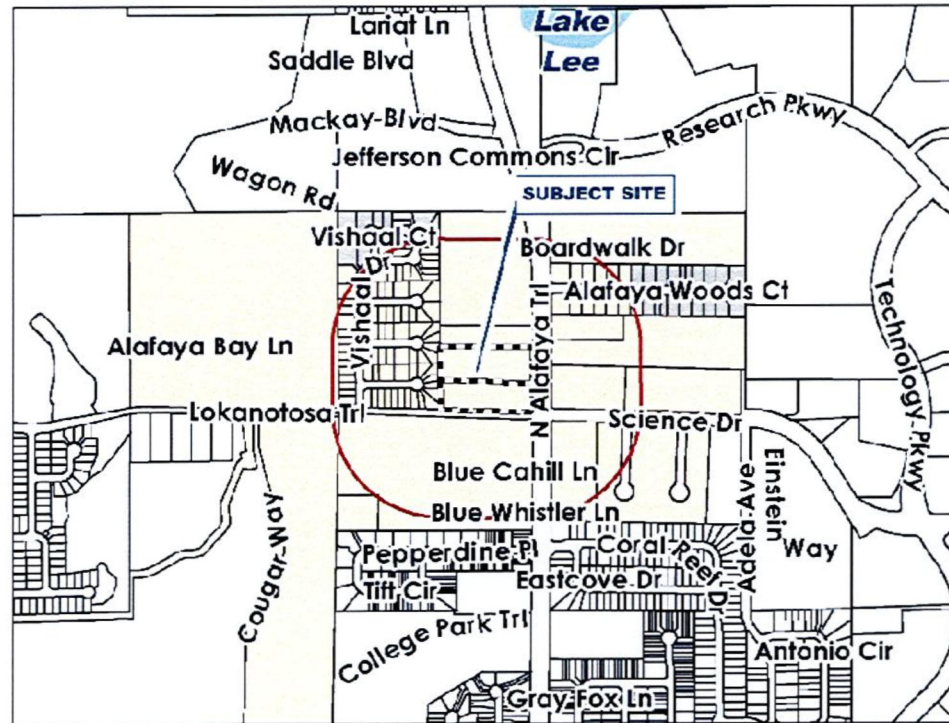 Lariat Ln
Lake
Lee
Saddle Blvd
Mackay Blvd
Research Pkwy
Jefferson Commons Cir
Wagon Rd
SUBJECT SITE
Vishaal Ct
Boardwalk Dr
Vishaal Dr
N Alafaya Trl
Alafaya Woods Ct
Technology Pkwy
Alafaya Bay Ln
Lokanotosa Trl
Science Dr
Blue Cahill Ln
Einstein
Way
Adela Ave
Blue Whistler Ln
Cougar Way
Pepperdine Pl
Coral Reef Dr
Tift Cir
Eastcove Dr
College Park Trl
Antonio Cir
Gray Fox Ln